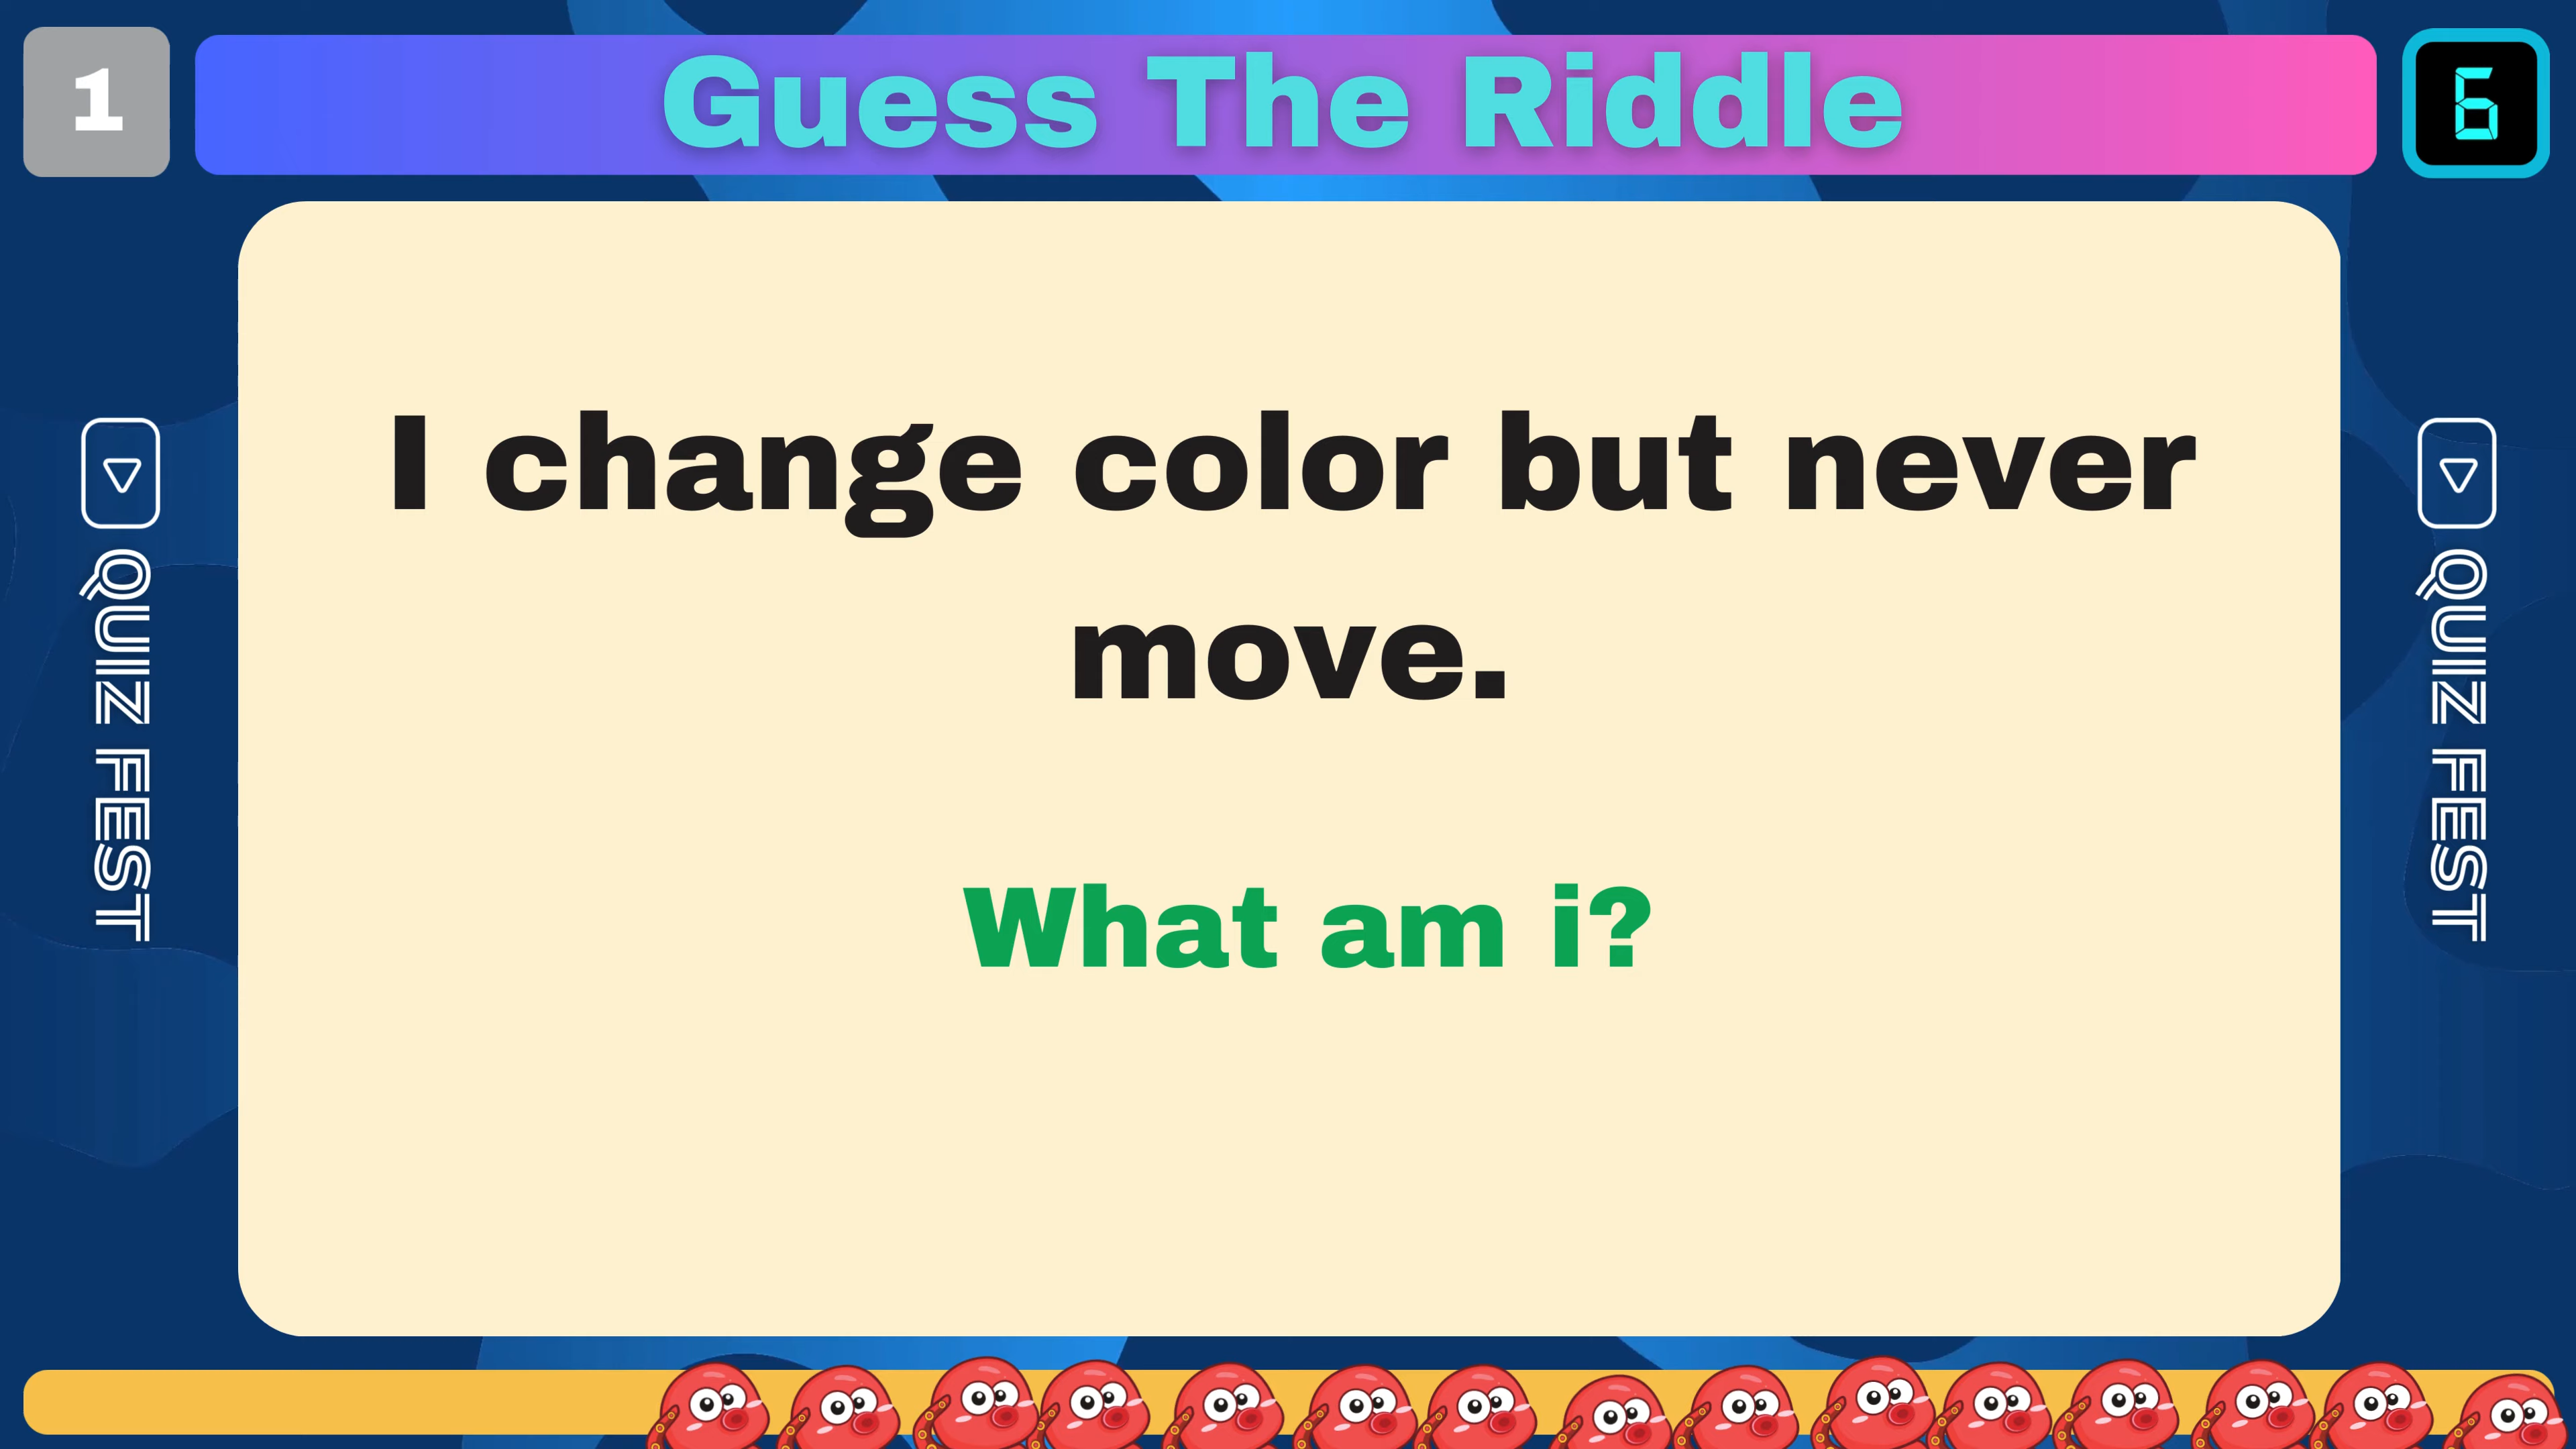 1
Guess The Riddle
6
I change color but never
move.
What am i?
QUIZ FEST
QUIZ FEST